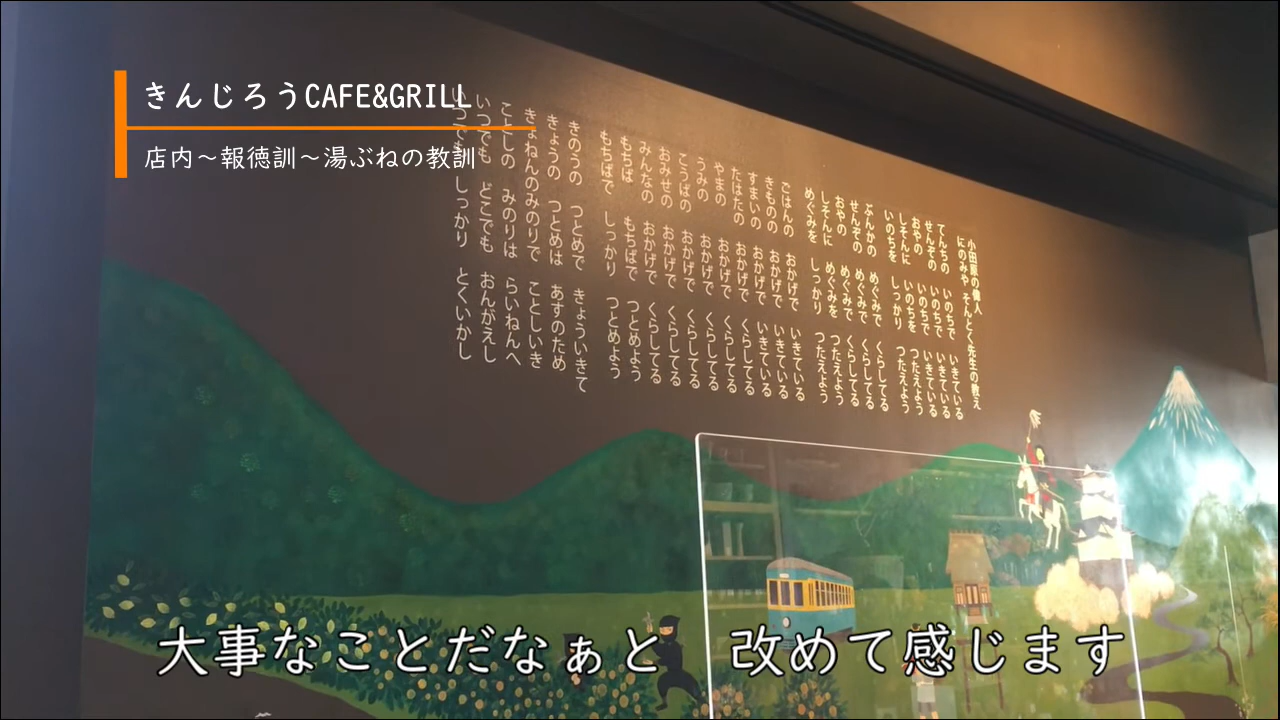 きんじろうCAFE&GRILL
店内～報徳訓～湯ぶねの教訓
小田原の偉人
にのみや そんとく先生の教え
てんちの いのちで いきている
せんぞの いのちで いきている
おやの いのちで いきている
しそんに いのちを つたえよう
いのちを しっかり つたえよう
ぶんかの めぐみで くらしてる
せんぞの めぐみで くらしてる
おやの めぐみで くらしてる
しそんに めぐみを つたえよう
めぐみを しっかり つたえよう
ごはんの おかげで いきている
きものの おかげで いきている
すまいの おかげで いきている
たはたの おかげで くらしてる
やまの おかげで くらしてる
うみの おかげで くらしてる
こうばの おかげで くらしてる
おみせの おかげで くらしてる
みんなの おかげで くらしてる
もちば もちばで つとめよう
もちばで しっかり つとめよう
きのうの つとめで きょういきて
きょうの つとめは あすのため
きょねんのみのりで ことしいき
ことしの みのりは らいねんへ
いつでも どこでも おんがえし
いつでも しっかり とくいかし
大事なことだなぁと 改めて感じます